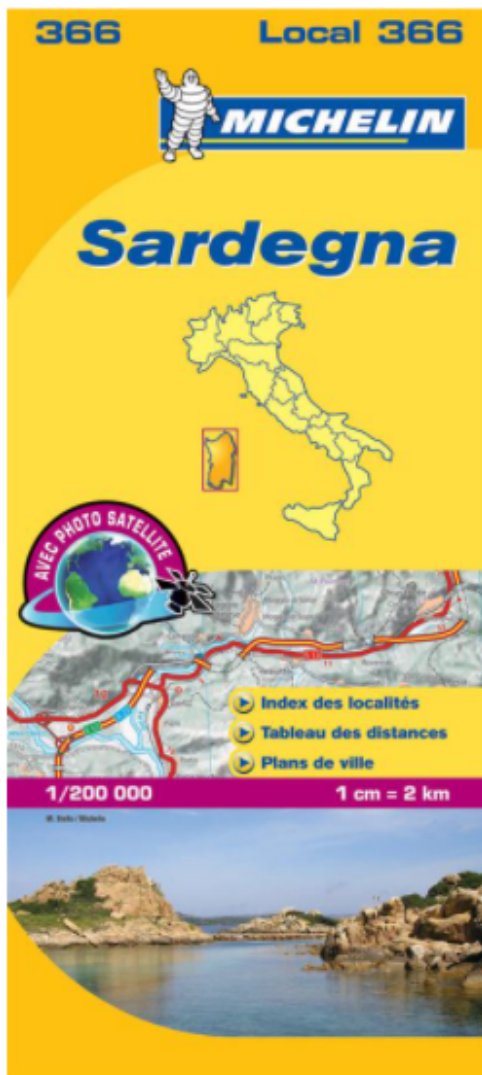 366 Local 366
MICHELIN
Sardegna
AVEC PHOTO SATELLITE
Index des localités
Tableau des distances
Plans de ville
1/200 000 1 cm = 2 km